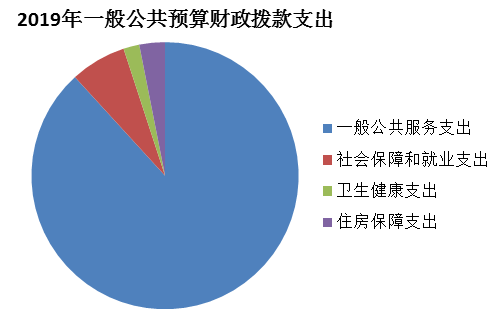 2019年一般公共预算财政拨款支出
一般公共服务支出
社会保障和就业支出
卫生健康支出
住房保障支出